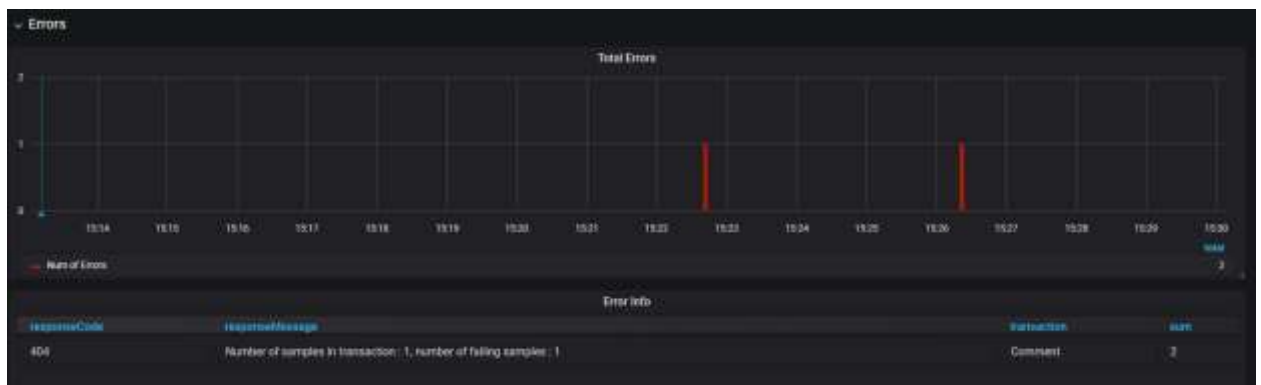 Errors
Total Errors
2
1
0
15:14 15:15 15:16 15:17 15:18 15:19 15:20 15:21 15:22 15:23 15:24 15:25 15:26 15:27 15:28 15:29 15:30
total
Num of Errors 2
Error Info
responseCode responseMessage transaction sum
404 Number of samples in transaction : 1, number of failing samples : 1 Comment 2